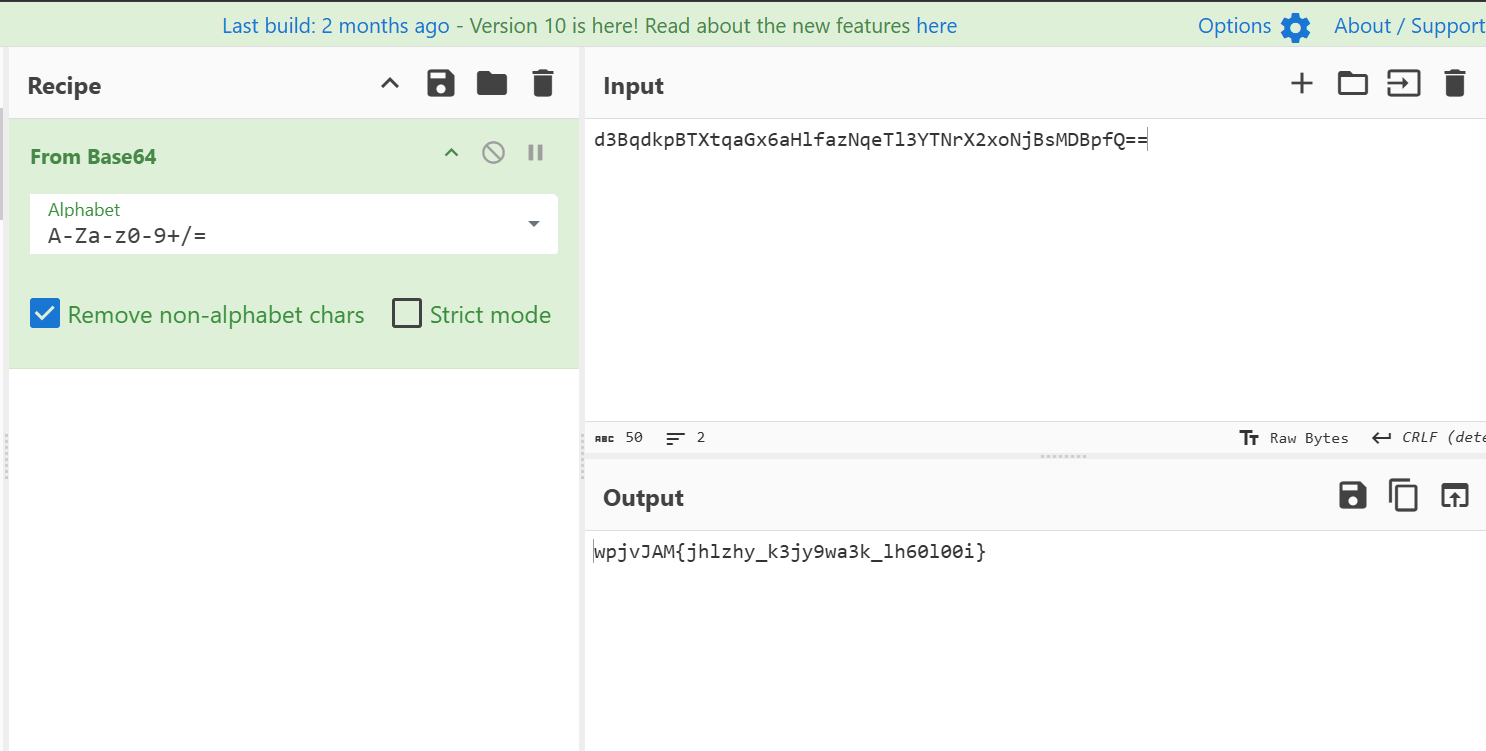 Last build: 2 months ago - Version 10 is here! Read about the new features here
Options
About / Support
Recipe
From Base64
Alphabet
A-Za-z0-9+/=
Remove non-alphabet chars
Strict mode
Input
d3BqdkpBTXtqaGx6aHlfazNqeTl3YTNrX2xoNjBsMDBpfQ==
ABC 50
2
Tт Raw Bytes
CRLF (dete
Output
wpjvJAM{jhlzhy_k3jy9wa3k_lh60l00i}